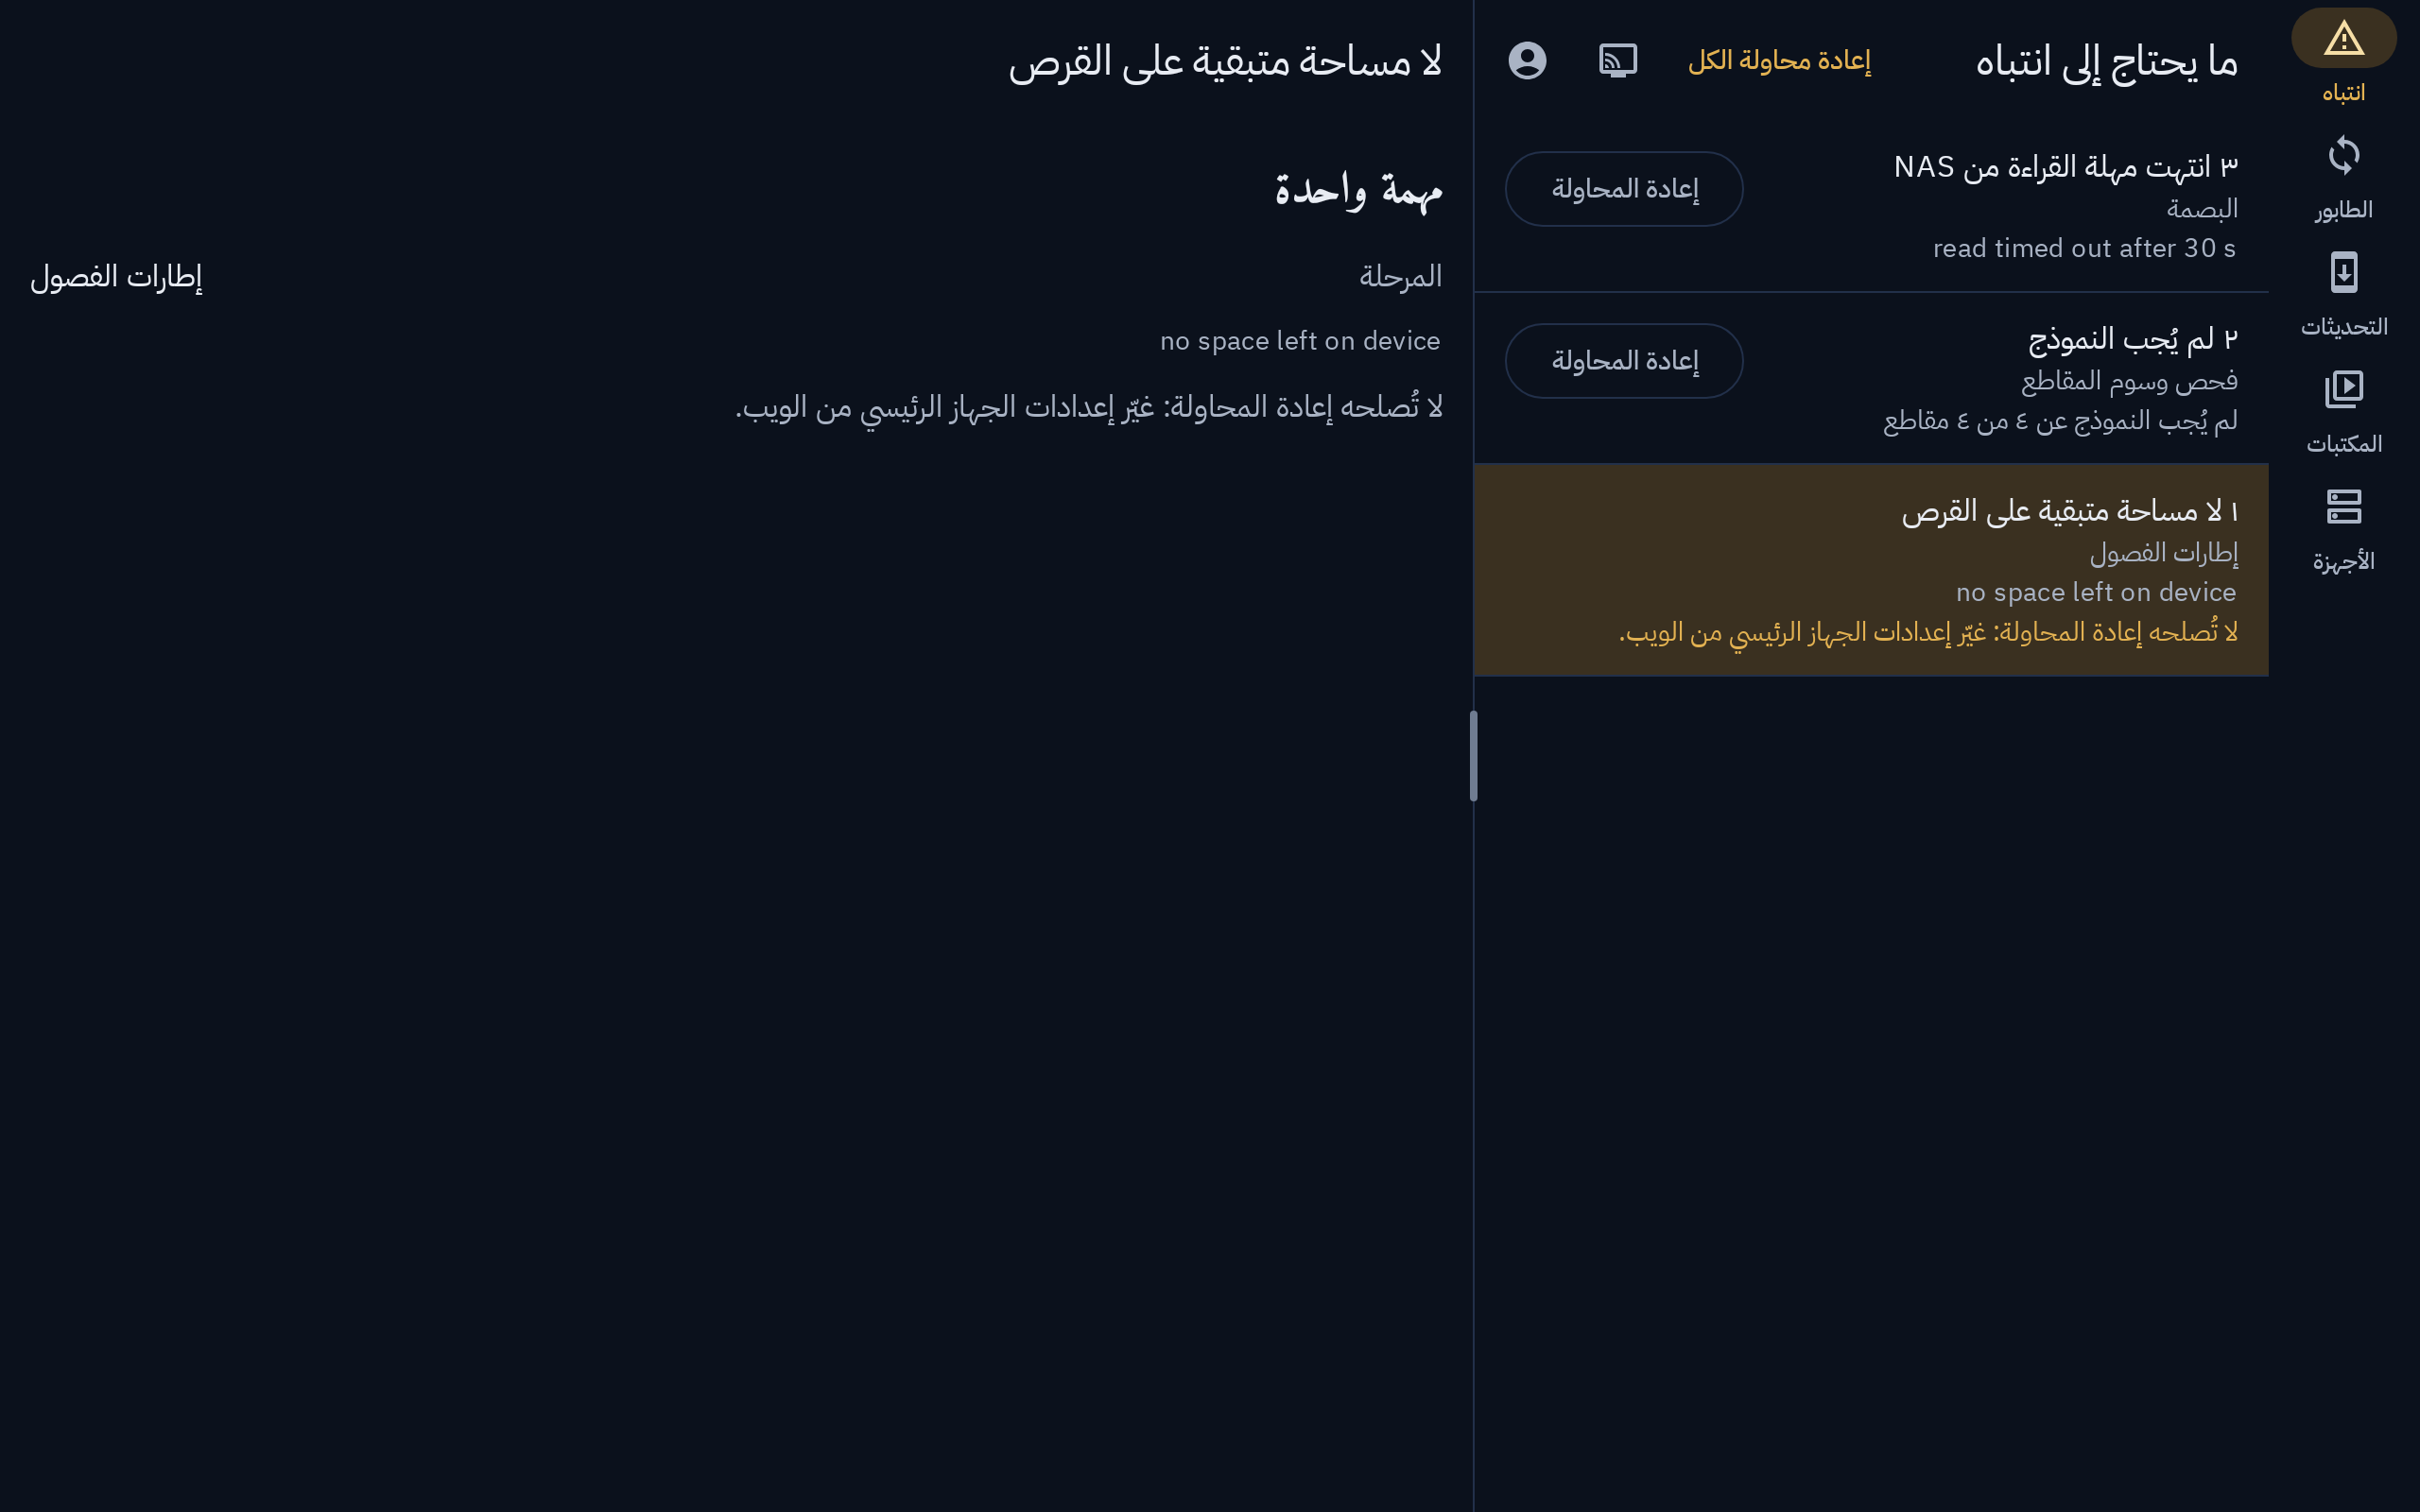 انتباه
الطابور
التحديثات
المكتبات
الأجهزة
ما يحتاج إلى انتباه
إعادة محاولة الكل
٣ انتهت مهلة القراءة من NAS
البصمة
read timed out after 30 s
إعادة المحاولة
٢ لم يُجب النموذج
فحص وسوم المقاطع
لم يُجب النموذج عن ٤ من ٤ مقاطع
إعادة المحاولة
١ لا مساحة متبقية على القرص
إطارات الفصول
no space left on device
لا تُصلحه إعادة المحاولة: غيّر إعدادات الجهاز الرئيسي من الويب.
لا مساحة متبقية على القرص
مهمة واحدة
المرحلة
إطارات الفصول
no space left on device
لا تُصلحه إعادة المحاولة: غيّر إعدادات الجهاز الرئيسي من الويب.